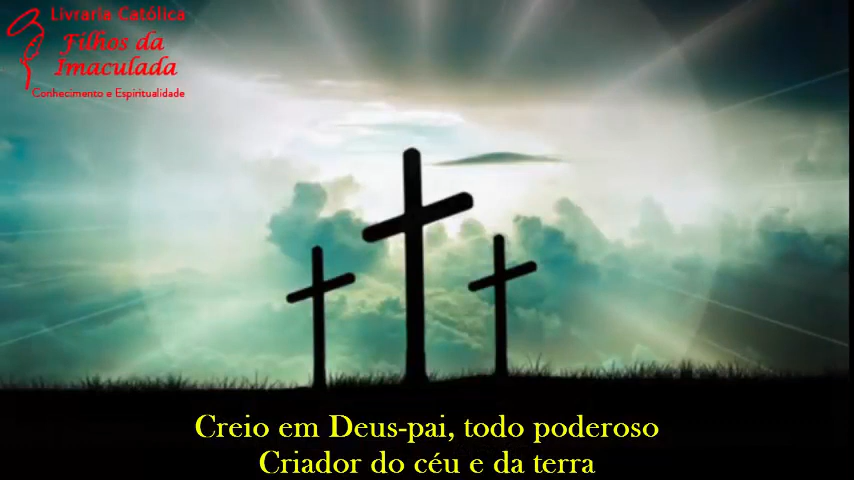 Livraria Católica
Filhos da
Imaculada
Conhecimento e Espiritualidade
Creio em Deus-pai, todo poderoso
Criador do céu e da terra